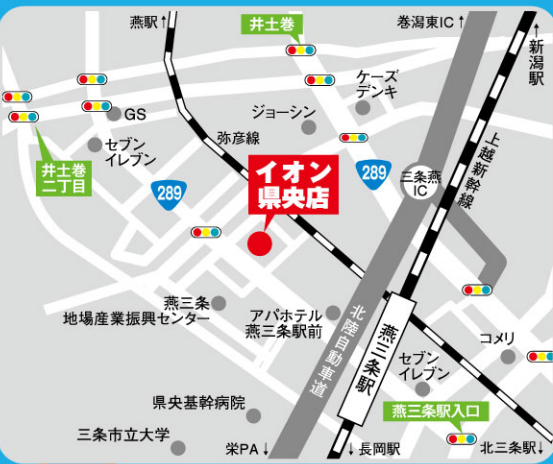 燕駅↑
井土巻
巻潟東IC↑
↑新潟駅
ケーズ
デンキ
GS
ジョーシン
セブン
イレブン
弥彦線
上越新幹線
井土巻
二丁目
イオン
県央店
289
289
三条燕
IC
燕三条
地場産業振興センター
アパホテル
燕三条駅前
北陸自動車道
燕三条駅
コメリ
セブン
イレブン
県央基幹病院
燕三条駅入口
三条市立大学
栄PA↓
↓長岡駅
北三条駅↓